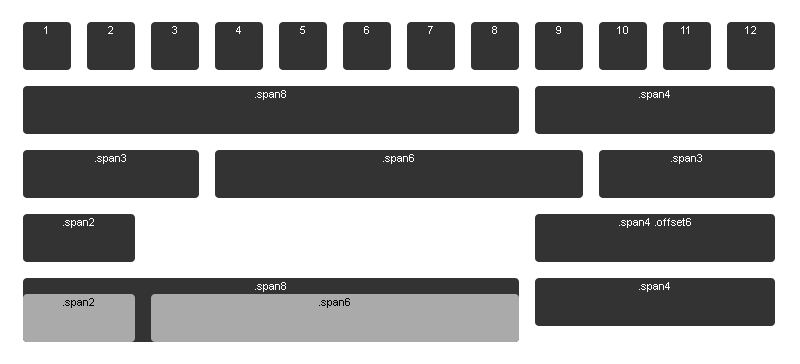 1 2 3 4 5 6 7 8 9 10 11 12
.span8 .span4
.span3 .span6 .span3
.span2 .span4 .offset6
.span8 .span4
.span2 .span6